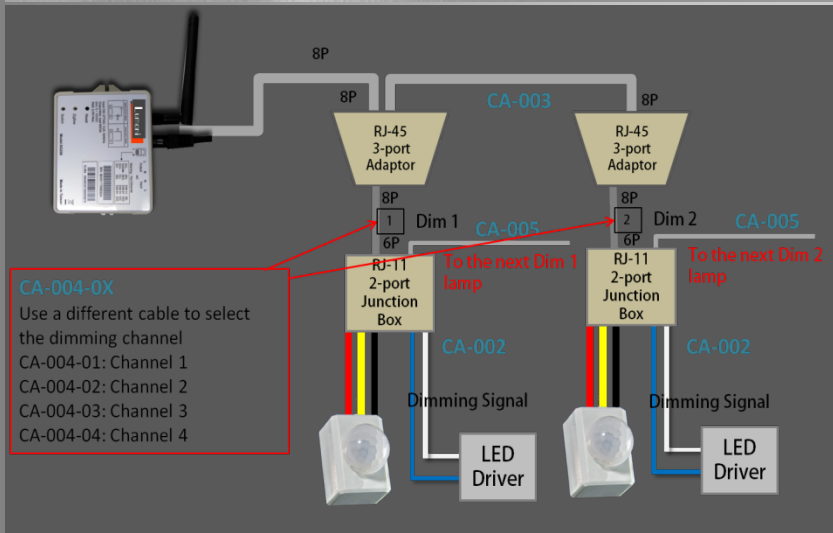 8P
8P
CA-003
8P
RJ-45
3-port
Adaptor
RJ-45
3-port
Adaptor
8P
1
Dim 1
6P
CA-005
8P
2
Dim 2
6P
CA-005
To the next Dim 1
lamp
To the next Dim 2
lamp
RJ-11
2-port
Junction
Box
RJ-11
2-port
Junction
Box
CA-004-0X
Use a different cable to select
the dimming channel
CA-004-01: Channel 1
CA-004-02: Channel 2
CA-004-03: Channel 3
CA-004-04: Channel 4
CA-002
CA-002
Dimming Signal
Dimming Signal
LED
Driver
LED
Driver